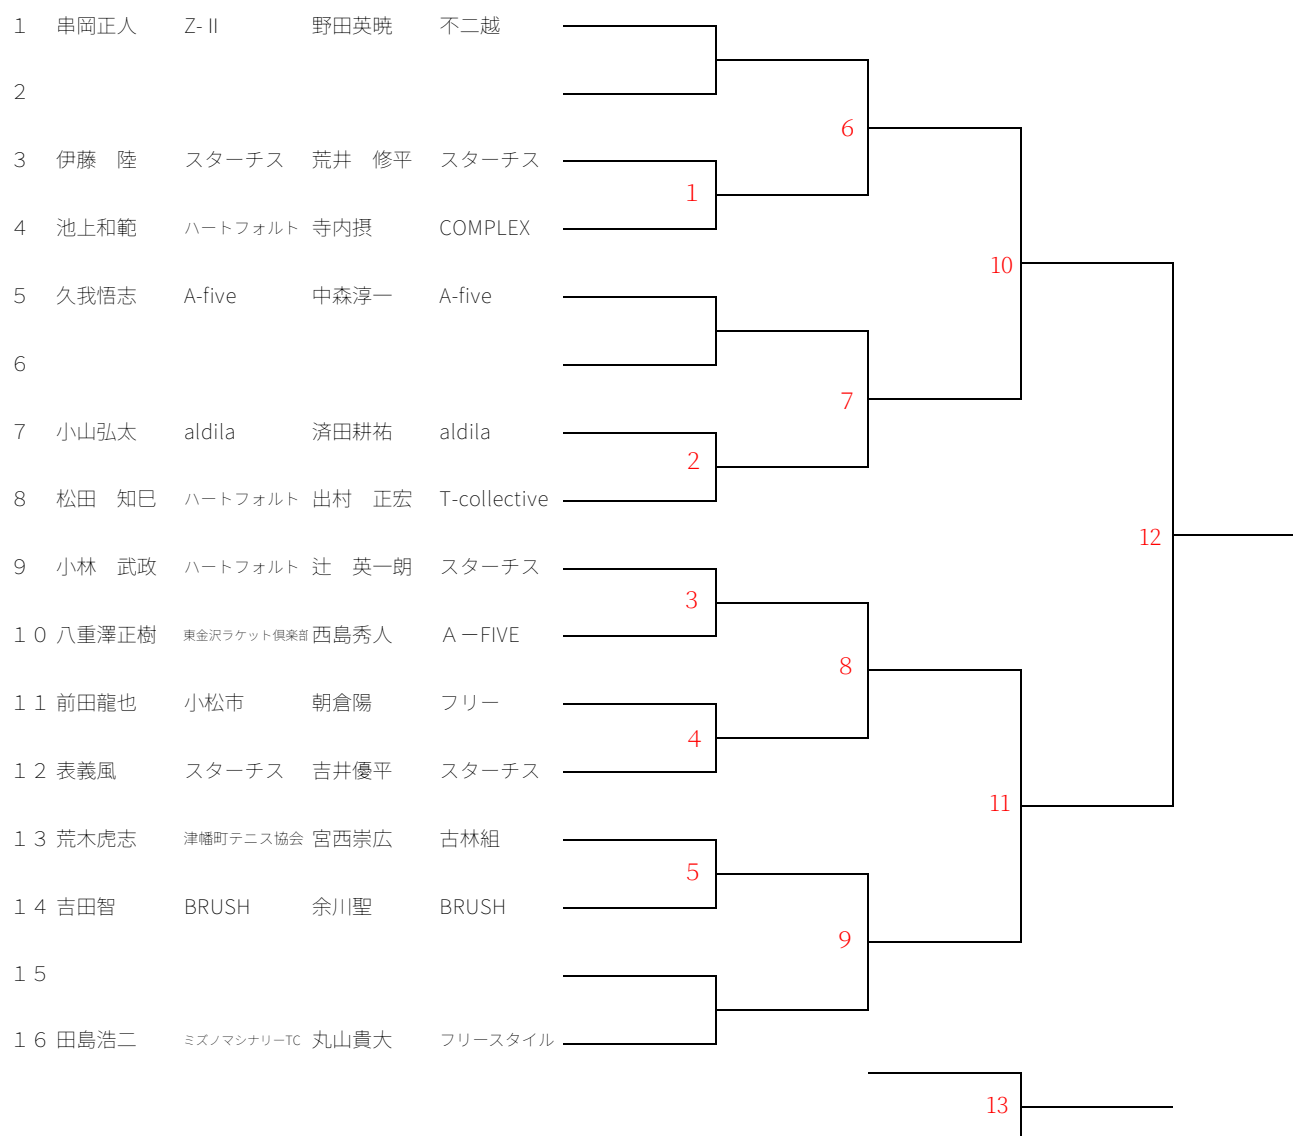 1 串岡正人 Z-Ⅱ 野田英暁 不二越
2
6
3 伊藤　陸 スターチス 荒井　修平 スターチス
1
4 池上和範 ハートフォルト 寺内摂 COMPLEX
10
5 久我悟志 A-five 中森淳一 A-five
6
7
7 小山弘太 aldila 済田耕祐 aldila
2
8 松田　知巳 ハートフォルト 出村　正宏 T-collective
12
9 小林　武政 ハートフォルト 辻　英一朗 スターチス
3
１０ 八重澤正樹 東金沢ラケット倶楽部 西島秀人 Ａ－FIVE
8
１１ 前田龍也 小松市 朝倉陽 フリー
4
１２ 表義風 スターチス 吉井優平 スターチス
11
１３ 荒木虎志 津幡町テニス協会 宮西崇広 古林組
5
１４ 吉田智 BRUSH 余川聖 BRUSH
9
１５
１６ 田島浩二 ミズノマシナリーTC 丸山貴大 フリースタイル
13